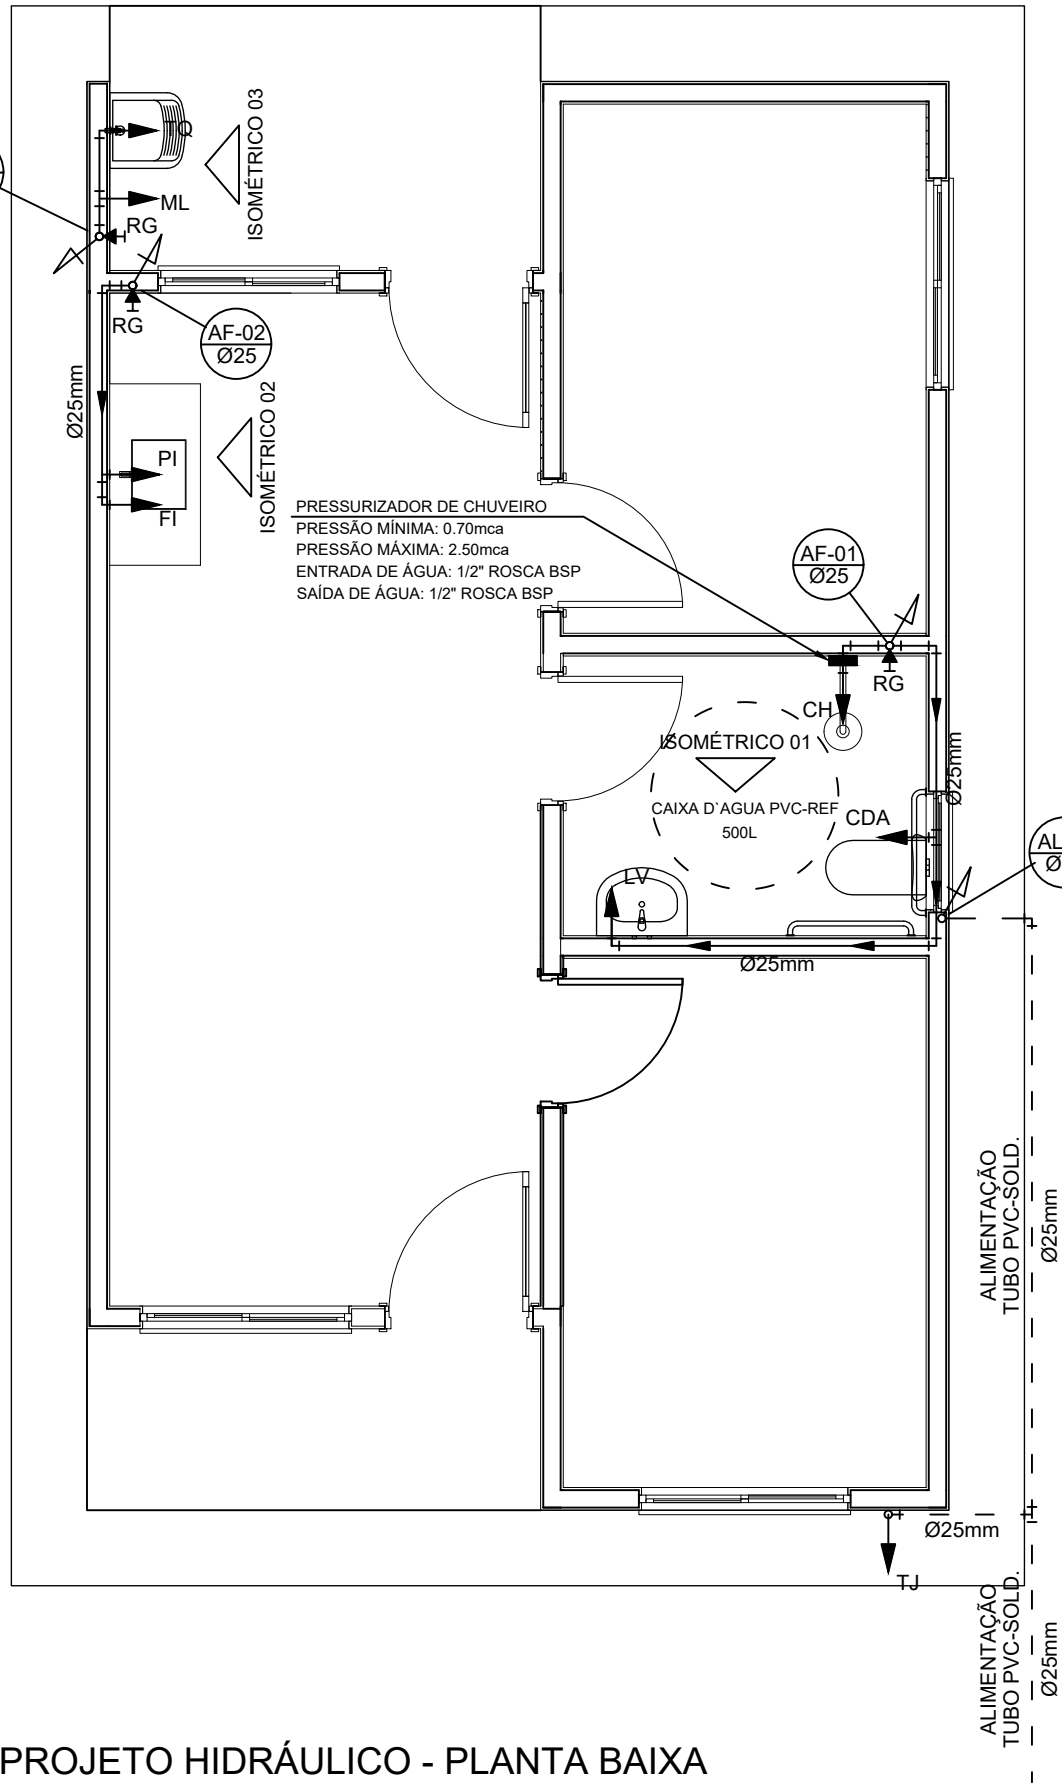 TQ
ISOMÉTRICO 03
ML
RG
RG
AF-02
Ø25
Ø25mm
ISOMÉTRICO 02
PI
FI
PRESSURIZADOR DE CHUVEIRO
PRESSÃO MÍNIMA: 0.70mca
PRESSÃO MÁXIMA: 2.50mca
ENTRADA DE ÁGUA: 1/2" ROSCA BSP
SAÍDA DE ÁGUA: 1/2" ROSCA BSP
AF-01
Ø25
RG
CH
ISOMÉTRICO 01
Ø25mm
CAIXA D`AGUA PVC-REF
500L
CDA
AL
Ø
LV
Ø25mm
ALIMENTAÇÃO
TUBO PVC-SOLD.
Ø25mm
Ø25mm
TJ
ALIMENTAÇÃO
TUBO PVC-SOLD.
Ø25mm
PROJETO HIDRÁULICO - PLANTA BAIXA